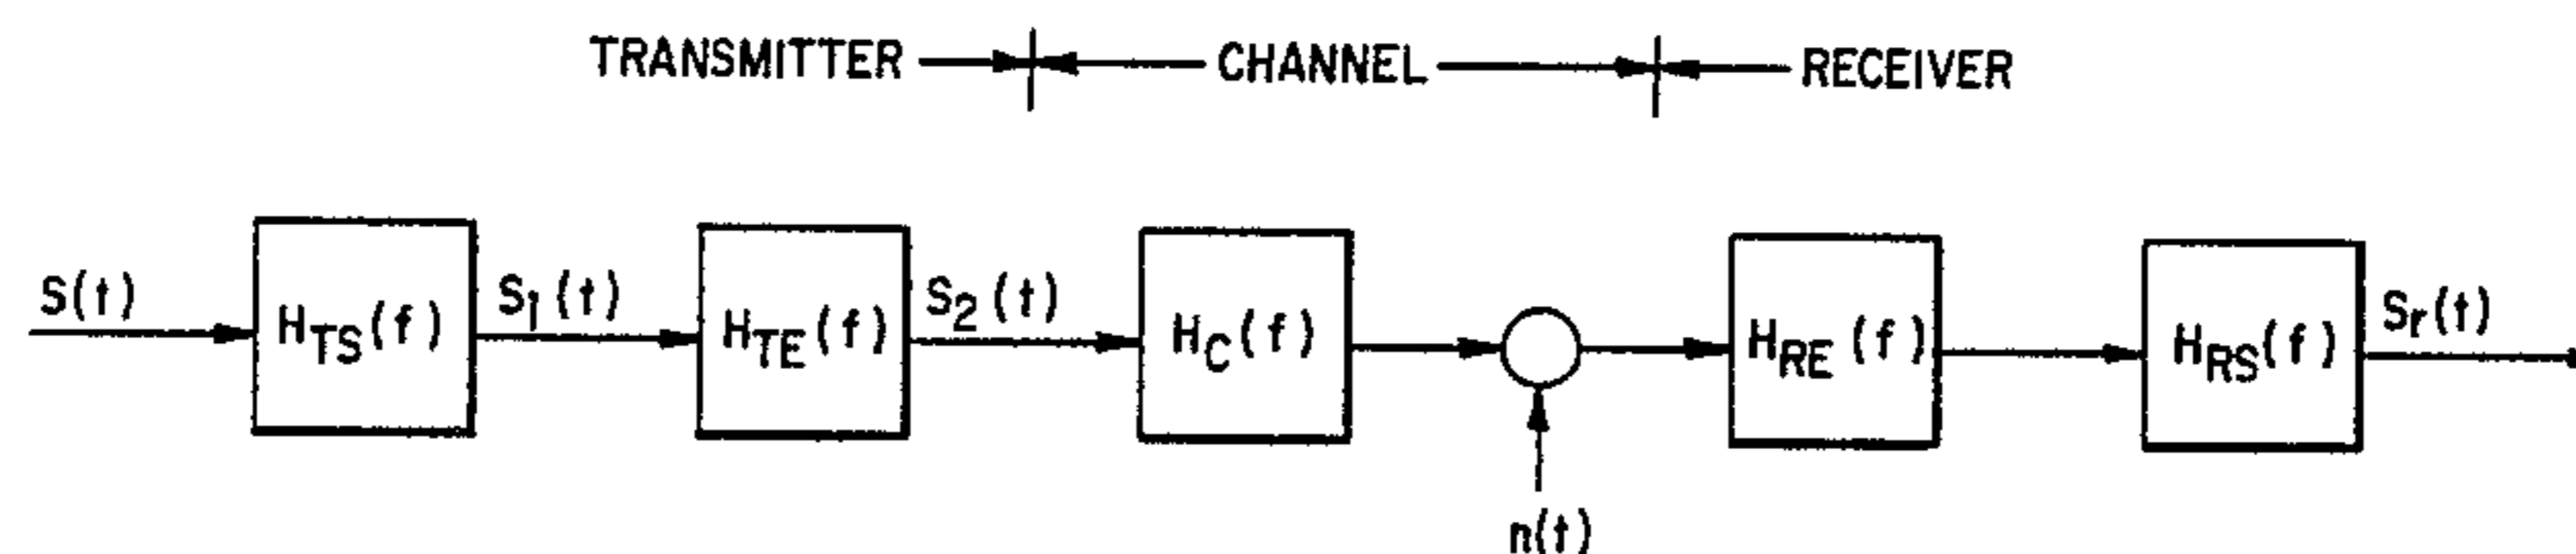 TRANSMITTER CHANNEL RECEIVER
S(t) H_TS(f) S_1(t) H_TE(f) S_2(t) H_C(f) H_RE(f) H_RS(f) S_r(t)
n(t)